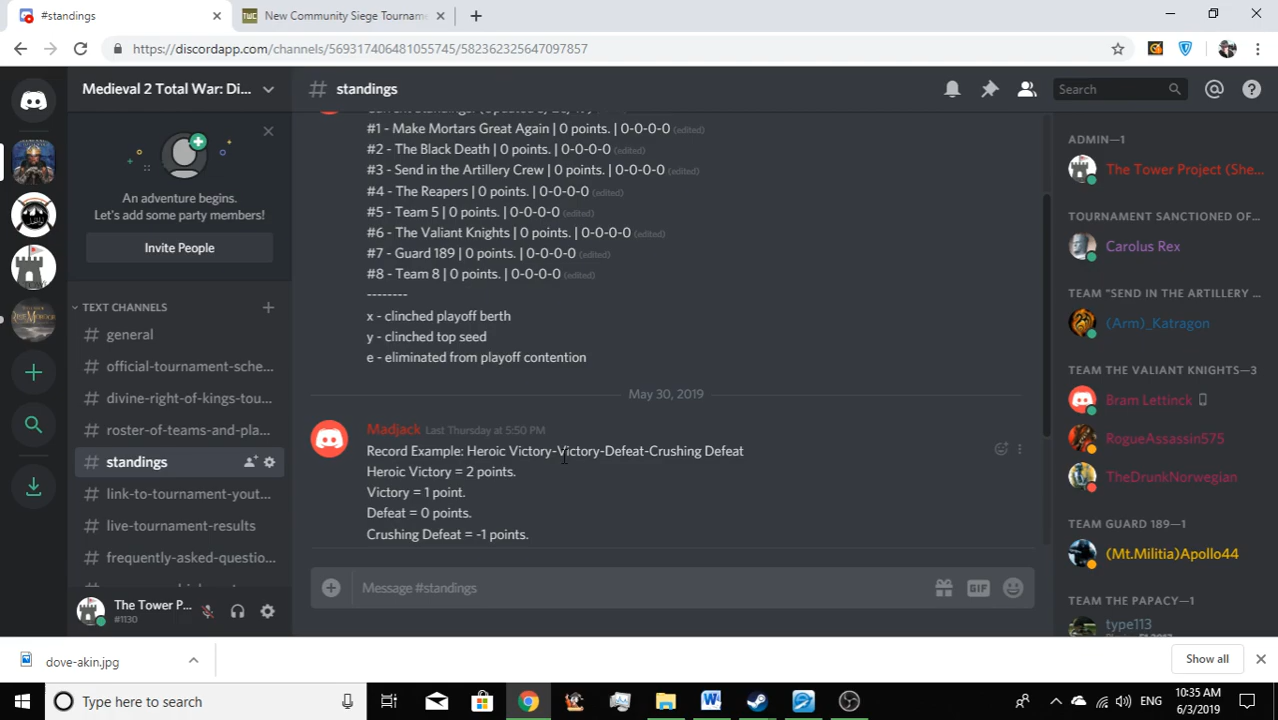 #standings
New Community Siege Tourname
https://discordapp.com/channels/569317406481055745/582362325647097857
Medieval 2 Total War: Di...
An adventure begins.
Let's add some party members!
Invite People
TEXT CHANNELS
general
official-tournament-sche...
divine-right-of-kings-tou...
roster-of-teams-and-pla...
standings
link-to-tournament-yout...
live-tournament-results
frequently-asked-questio...
The Tower P...
#1130
# standings
Search
#1 - Make Mortars Great Again | 0 points. | 0-0-0-0 (edited)
#2 - The Black Death | 0 points. | 0-0-0-0 (edited)
#3 - Send in the Artillery Crew | 0 points. | 0-0-0-0 (edited)
#4 - The Reapers | 0 points. | 0-0-0-0 (edited)
#5 - Team 5 | 0 points. | 0-0-0-0 (edited)
#6 - The Valiant Knights | 0 points. | 0-0-0-0 (edited)
#7 - Guard 189 | 0 points. | 0-0-0-0 (edited)
#8 - Team 8 | 0 points. | 0-0-0-0 (edited)
--------
x - clinched playoff berth
y - clinched top seed
e - eliminated from playoff contention
May 30, 2019
Madjack Last Thursday at 5:50 PM
Record Example: Heroic Victory-Victory-Defeat-Crushing Defeat
Heroic Victory = 2 points.
Victory = 1 point.
Defeat = 0 points.
Crushing Defeat = -1 points.
Message #standings
GIF
ADMIN—1
The Tower Project (She...
TOURNAMENT SANCTIONED OF...
Carolus Rex
TEAM "SEND IN THE ARTILLERY ...
(Arm)_Katragon
TEAM THE VALIANT KNIGHTS—3
Bram Lettinck
RogueAssassin575
TheDrunkNorwegian
TEAM GUARD 189—1
(Mt.Militia)Apollo44
TEAM THE PAPACY—1
type113
dove-akin.jpg
Show all
Type here to search
ENG
10:35 AM
6/3/2019